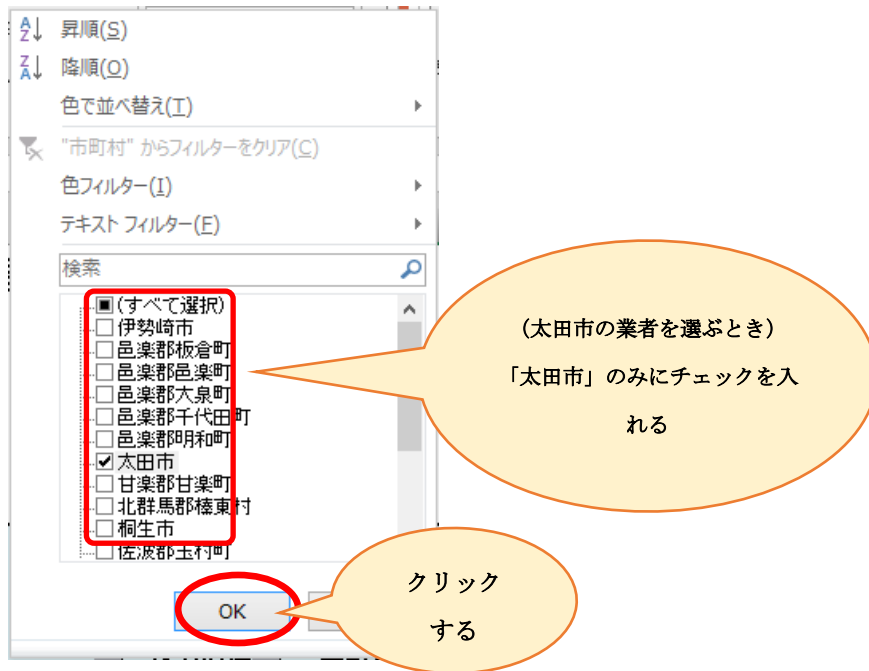 昇順(S)
降順(O)
色で並べ替え(T)
"市町村" からフィルターをクリア(C)
色フィルター(I)
テキスト フィルター(F)
検索
(すべて選択)
伊勢崎市
邑楽郡板倉町
邑楽郡邑楽町
邑楽郡大泉町
邑楽郡千代田町
邑楽郡明和町
太田市
甘楽郡甘楽町
北群馬郡榛東村
桐生市
佐波郡玉村町
OK
(太田市の業者を選ぶとき)
「太田市」のみにチェックを入
れる
クリック
する